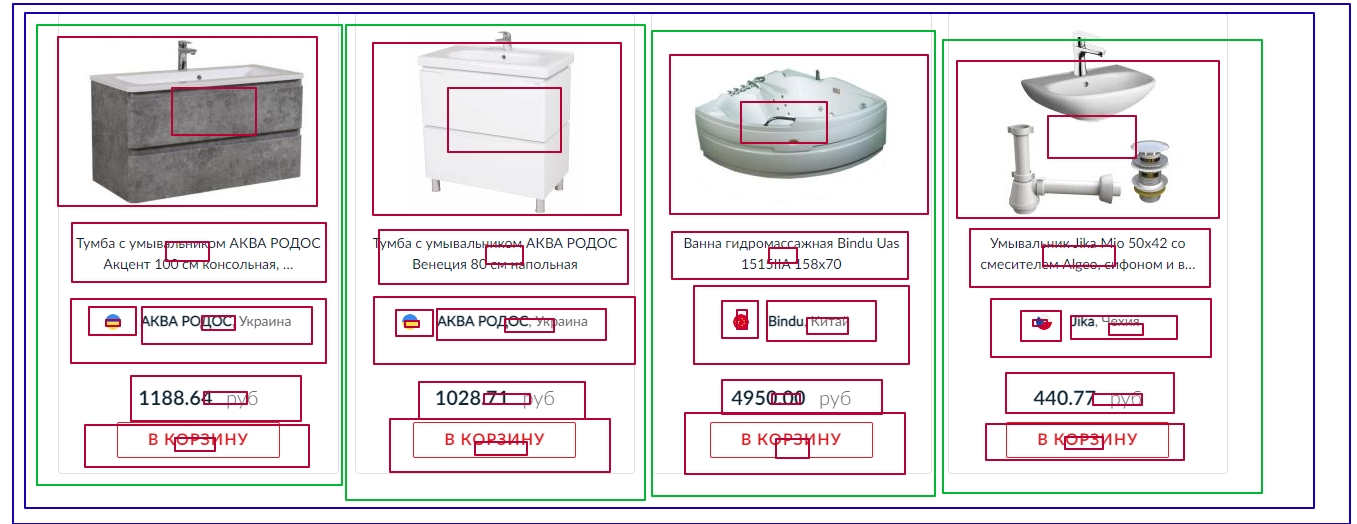 Тумба с умывальником АКВА РОДОС
Акцент 100 см консольная, ...
АКВА РОДОС, Украина
1188.64 руб
В КОРЗИНУ
Тумба с умывальником АКВА РОДОС
Венеция 80 см напольная
АКВА РОДОС, Украина
1028.71 руб
В КОРЗИНУ
Ванна гидромассажная Bindu Uas
1515IIA 158x70
Bindu, Китай
4950.00 руб
В КОРЗИНУ
Умывальник Jika Mio 50x42 со
смесителем Algeo, сифоном и в...
Jika, Чехия
440.77 руб
В КОРЗИНУ